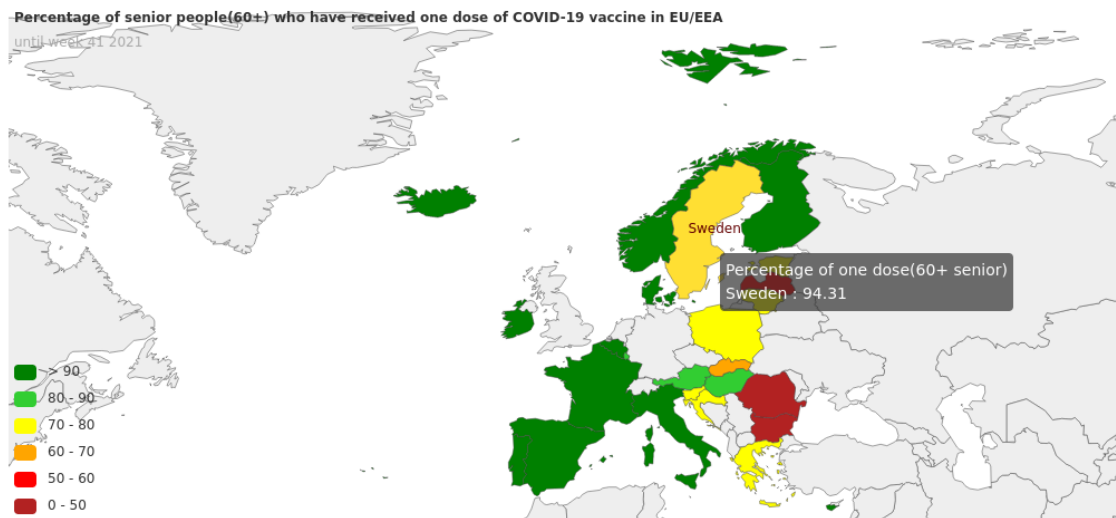 Percentage of senior people(60+) who have received one dose of COVID-19 vaccine in EU/EEA
until week 41 2021
Sweden
Percentage of one dose(60+ senior)
Sweden : 94.31
> 90
80 - 90
70 - 80
60 - 70
50 - 60
0 - 50